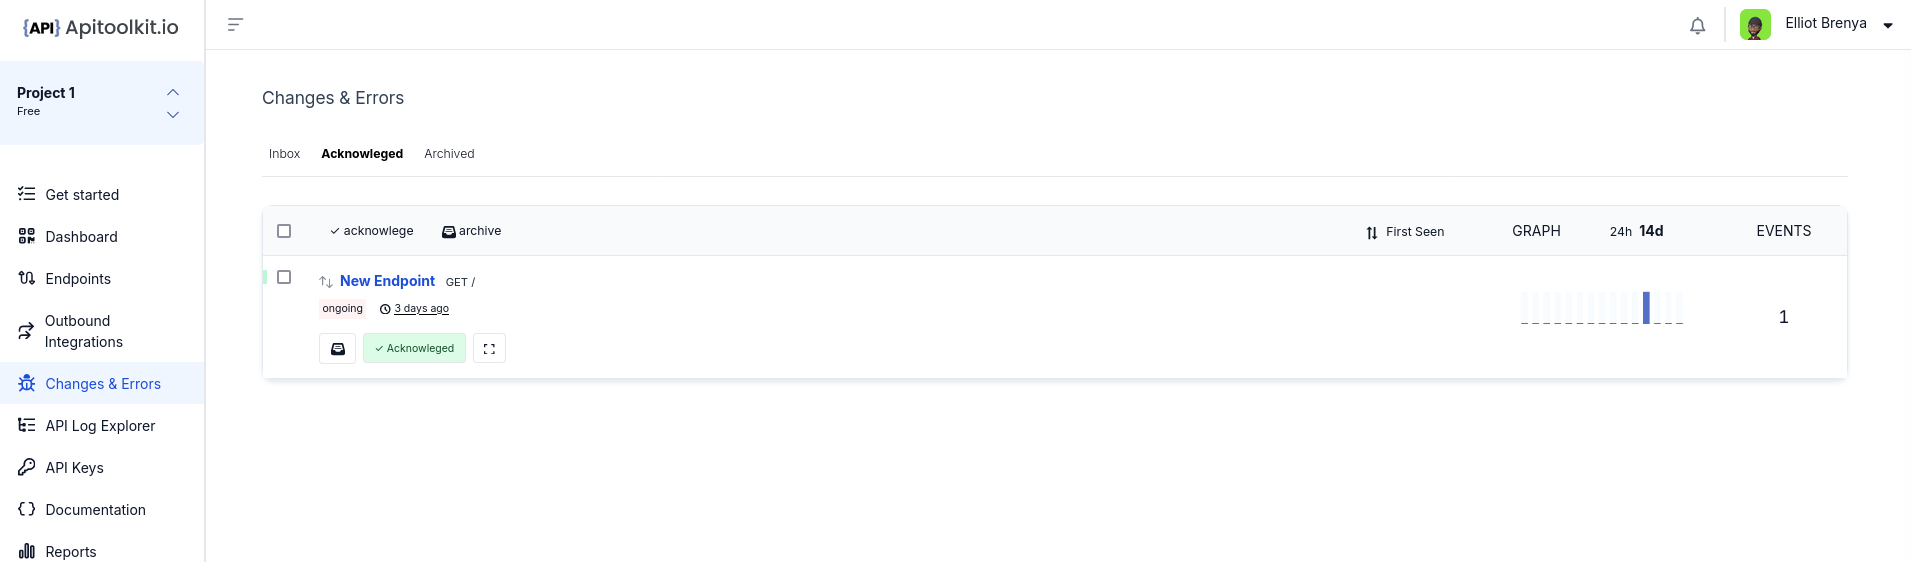 {API} Apitoolkit.io
Elliot Brenya
Project 1
Free
Get started
Dashboard
Endpoints
Outbound
Integrations
Changes & Errors
API Log Explorer
API Keys
Documentation
Reports
Changes & Errors
Inbox Acknowleged Archived
✓ acknowlege archive First Seen GRAPH 24h 14d EVENTS
New Endpoint GET /
ongoing 3 days ago
✓ Acknowleged
1